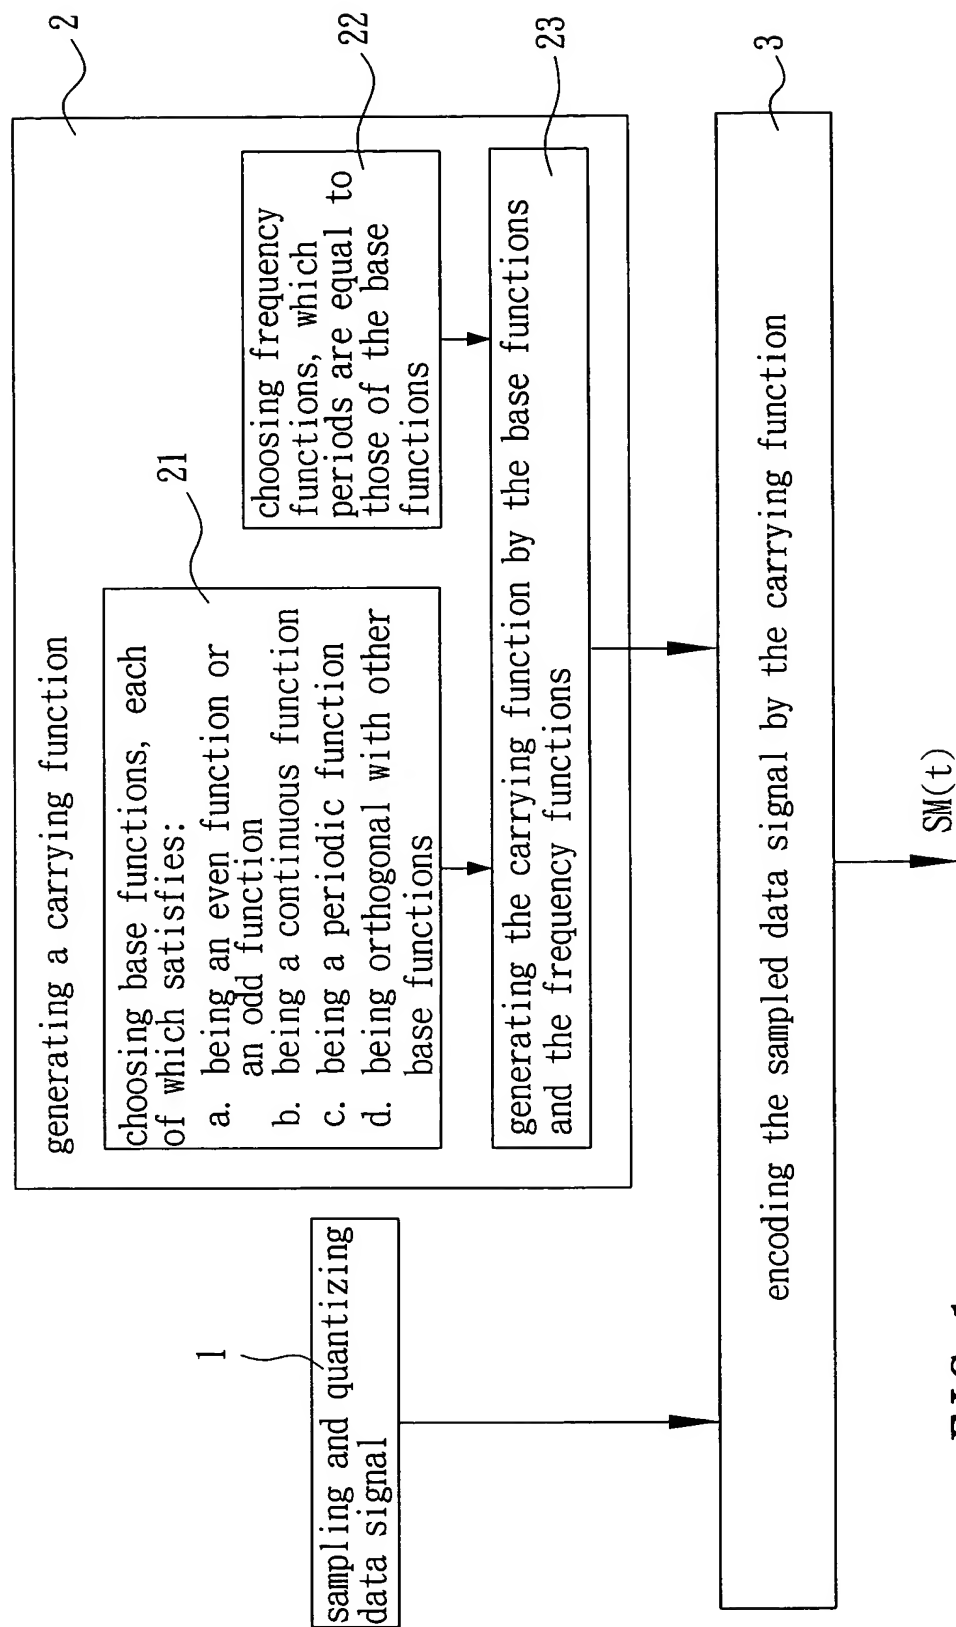 generating a carrying function
2
21
choosing base functions, each
of which satisfies:
a. being an even function or
an odd function
b. being a continuous function
c. being a periodic function
d. being orthogonal with other
base functions
22
choosing frequency
functions, which
periods are equal to
those of the base
functions
23
generating the carrying function by the base functions
and the frequency functions
1
sampling and quantizing
data signal
3
encoding the sampled data signal by the carrying function
SM(t)